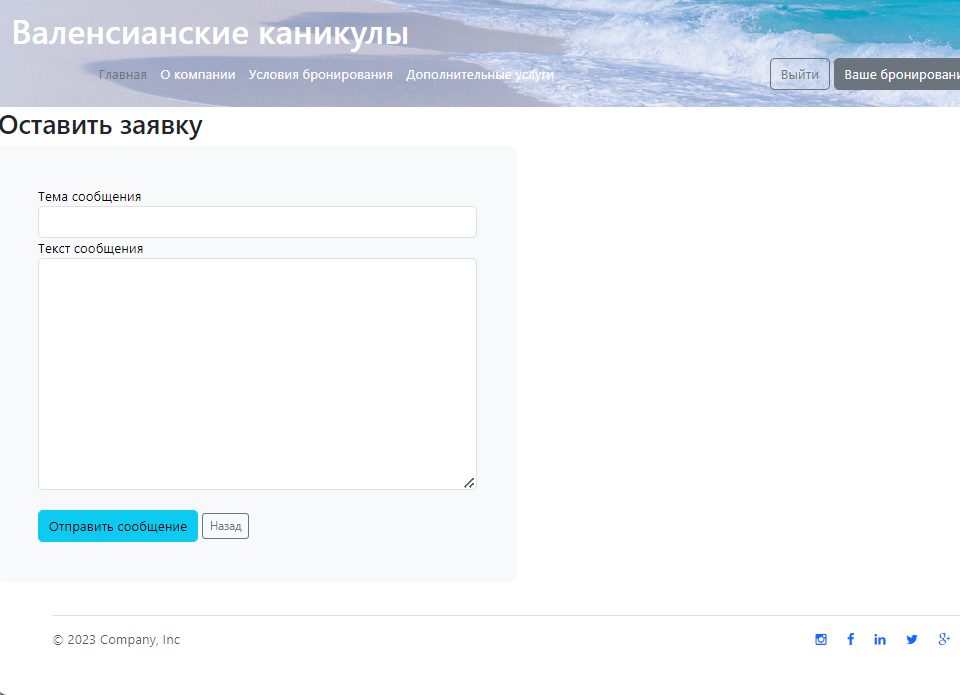 Валенсианские каникулы
Главная О компании Условия бронирования Дополнительные услуги Выйти Ваше
Оставить заявку
Тема сообщения
Текст сообщения
Отправить сообщение Назад
© 2023 Company, Inc